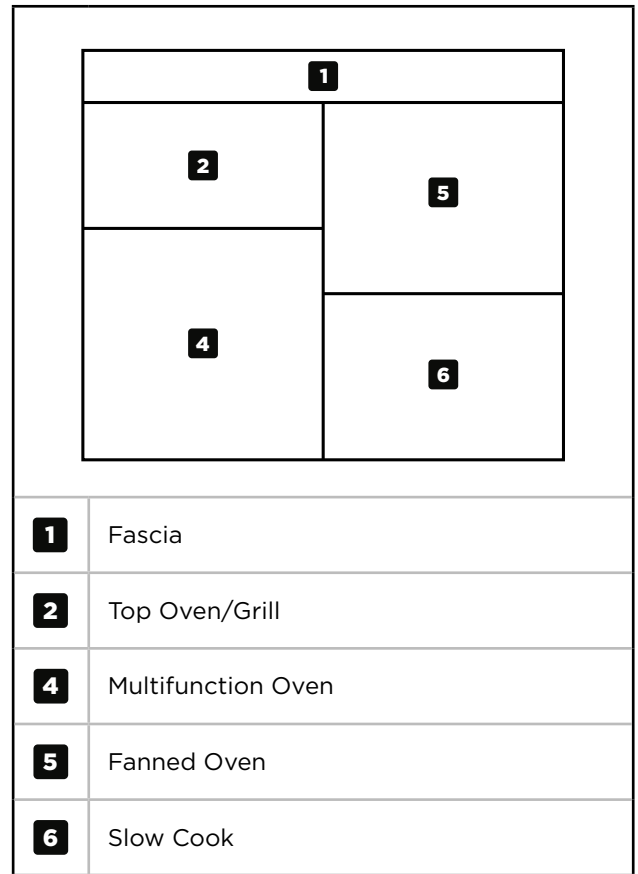 1
2
5
4
6
1 Fascia
2 Top Oven/Grill
4 Multifunction Oven
5 Fanned Oven
6 Slow Cook